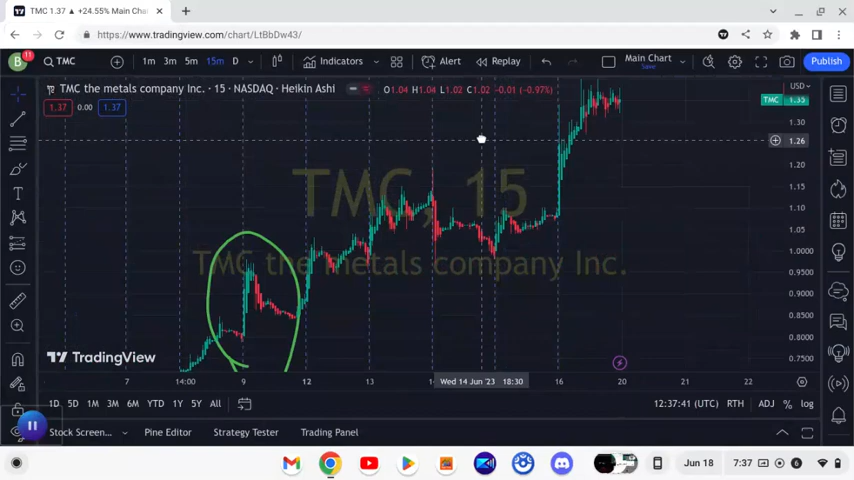 TMC 1.37 ▲ +24.55% Main Cha
https://www.tradingview.com/chart/LtBbDw43/
B 11 TMC 1m 3m 5m 15m D Indicators Alert Replay Main Chart Save Publish
TMC the metals company Inc. · 15 · NASDAQ · Heikin Ashi O1.04 H1.04 L1.02 C1.02 −0.01 (−0.97%) USD
1.37 0.00 1.37
TMC 1.35
1.30
1.26
1.20
1.15
1.10
1.05
1.0000
0.9500
0.9000
0.8500
0.8000
0.7500
TMC, 15
TMC the metals company Inc.
TradingView
7 14:00 9 12 13 Wed 14 Jun '23 18:30 16 20 21 22
1D 5D 1M 3M 6M YTD 1Y 5Y All 12:37:41 (UTC) RTH ADJ % log
Stock Screen... Pine Editor Strategy Tester Trading Panel
Jun 18 7:37 6